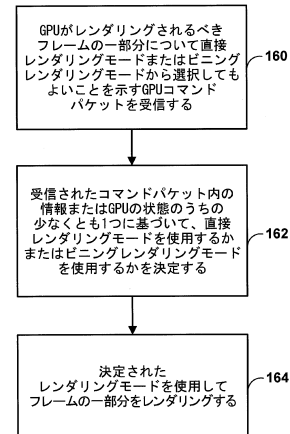 GPUがレンダリングされるべき
フレームの一部分について直接
レンダリングモードまたはビニング
レンダリングモードから選択しても
よいことを示すGPUコマンド
パケットを受信する
160
受信されたコマンドパケット内の
情報またはGPUの状態のうちの
少なくとも1つに基づいて、直接
レンダリングモードを使用するか
またはビニングレンダリングモード
を使用するかを決定する
162
決定された
レンダリングモードを使用して
フレームの一部分をレンダリングする
164